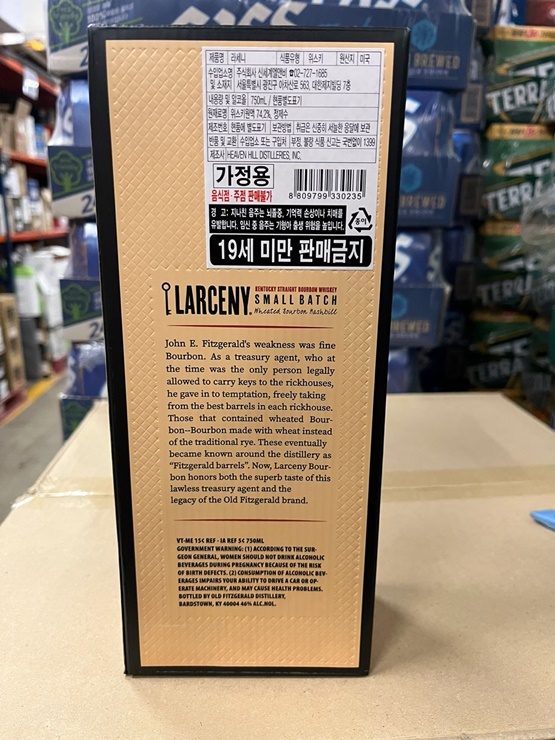 제품명 라세니 식품유형 위스키 원산지 미국
수입업소명 주식회사 신세계엘앤비 ☎02-727-1685
및 소재지 서울특별시 광진구 아차산로 563, 대한제지빌딩 7층
내용량 및 알코올 750mL / 현품별도표기
원재료명 위스키원액 74.2%, 정제수
제조번호 현품에 별도표기 보관방법 취급은 신중히 서늘한 응달에 보관
반품 및 교환 수입업소 또는 구입처 부정, 불량 식품 신고는 국번없이 1399
제조사 HEAVEN HILL DISTILLERIES, INC.
가정용
음식점·주점 판매불가
8 809799 330235
경 고: 지나친 음주는 뇌졸중, 기억력 손상이나 치매를
유발합니다. 임신 중 음주는 기형아 출생 위험을 높입니다.
종이
19세 미만 판매금지
KENTUCKY STRAIGHT BOURBON WHISKEY
LARCENY. SMALL BATCH
Wheated Bourbon Mashbill
John E. Fitzgerald's weakness was fine
Bourbon. As a treasury agent, who at
the time was the only person legally
allowed to carry keys to the rickhouses,
he gave in to temptation, freely taking
from the best barrels in each rickhouse.
Those that contained wheated Bour-
bon--Bourbon made with wheat instead
of the traditional rye. These eventually
became known around the distillery as
"Fitzgerald barrels". Now, Larceny Bour-
bon honors both the superb taste of this
lawless treasury agent and the
legacy of the Old Fitzgerald brand.
VT-ME 15¢ REF · IA REF 5¢ 750ML
GOVERNMENT WARNING: (1) ACCORDING TO THE SUR-
GEON GENERAL, WOMEN SHOULD NOT DRINK ALCOHOLIC
BEVERAGES DURING PREGNANCY BECAUSE OF THE RISK
OF BIRTH DEFECTS. (2) CONSUMPTION OF ALCOHOLIC BEV-
ERAGES IMPAIRS YOUR ABILITY TO DRIVE A CAR OR OP-
ERATE MACHINERY, AND MAY CAUSE HEALTH PROBLEMS.
BOTTLED BY OLD FITZGERALD DISTILLERY,
BARDSTOWN, KY 40004 46% ALC./VOL.
BREWED
TERRA
TERRA
TERRA